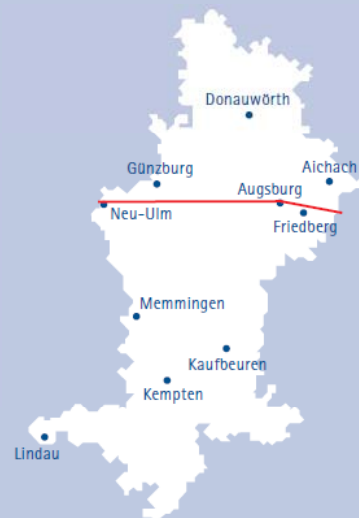 Donauwörth
Günzburg
Aichach
Augsburg
Neu-Ulm
Friedberg
Memmingen
Kaufbeuren
Kempten
Lindau